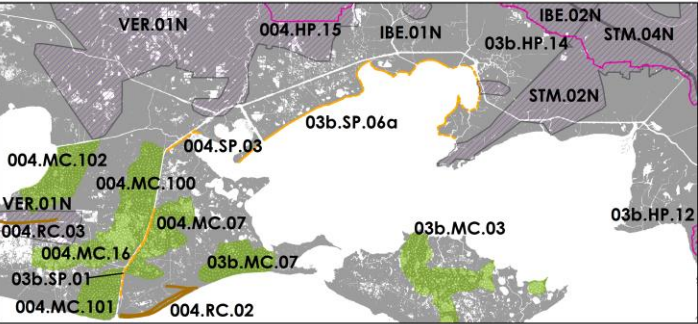 VER.01N
004.HP.15
IBE.01N
IBE.02N
STM.04N
03b.HP.14
STM.02N
03b.SP.06a
004.SP.03
004.MC.102
004.MC.100
VER.01N
004.MC.07
03b.HP.12
004.RC.03
03b.MC.03
004.MC.16
03b.MC.07
03b.SP.01
004.MC.101
004.RC.02